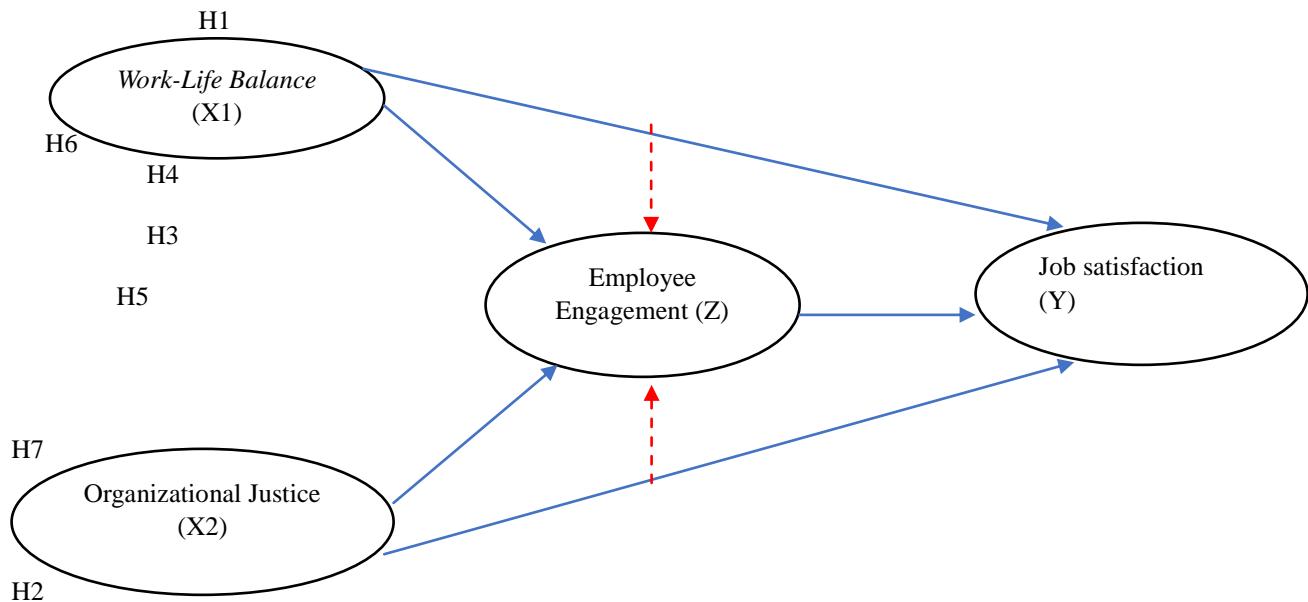 H1
Work-Life Balance
(X1)
H6
H4
H3
Employee
Engagement (Z)
Job satisfaction
(Y)
H5
H7
Organizational Justice
(X2)
H2